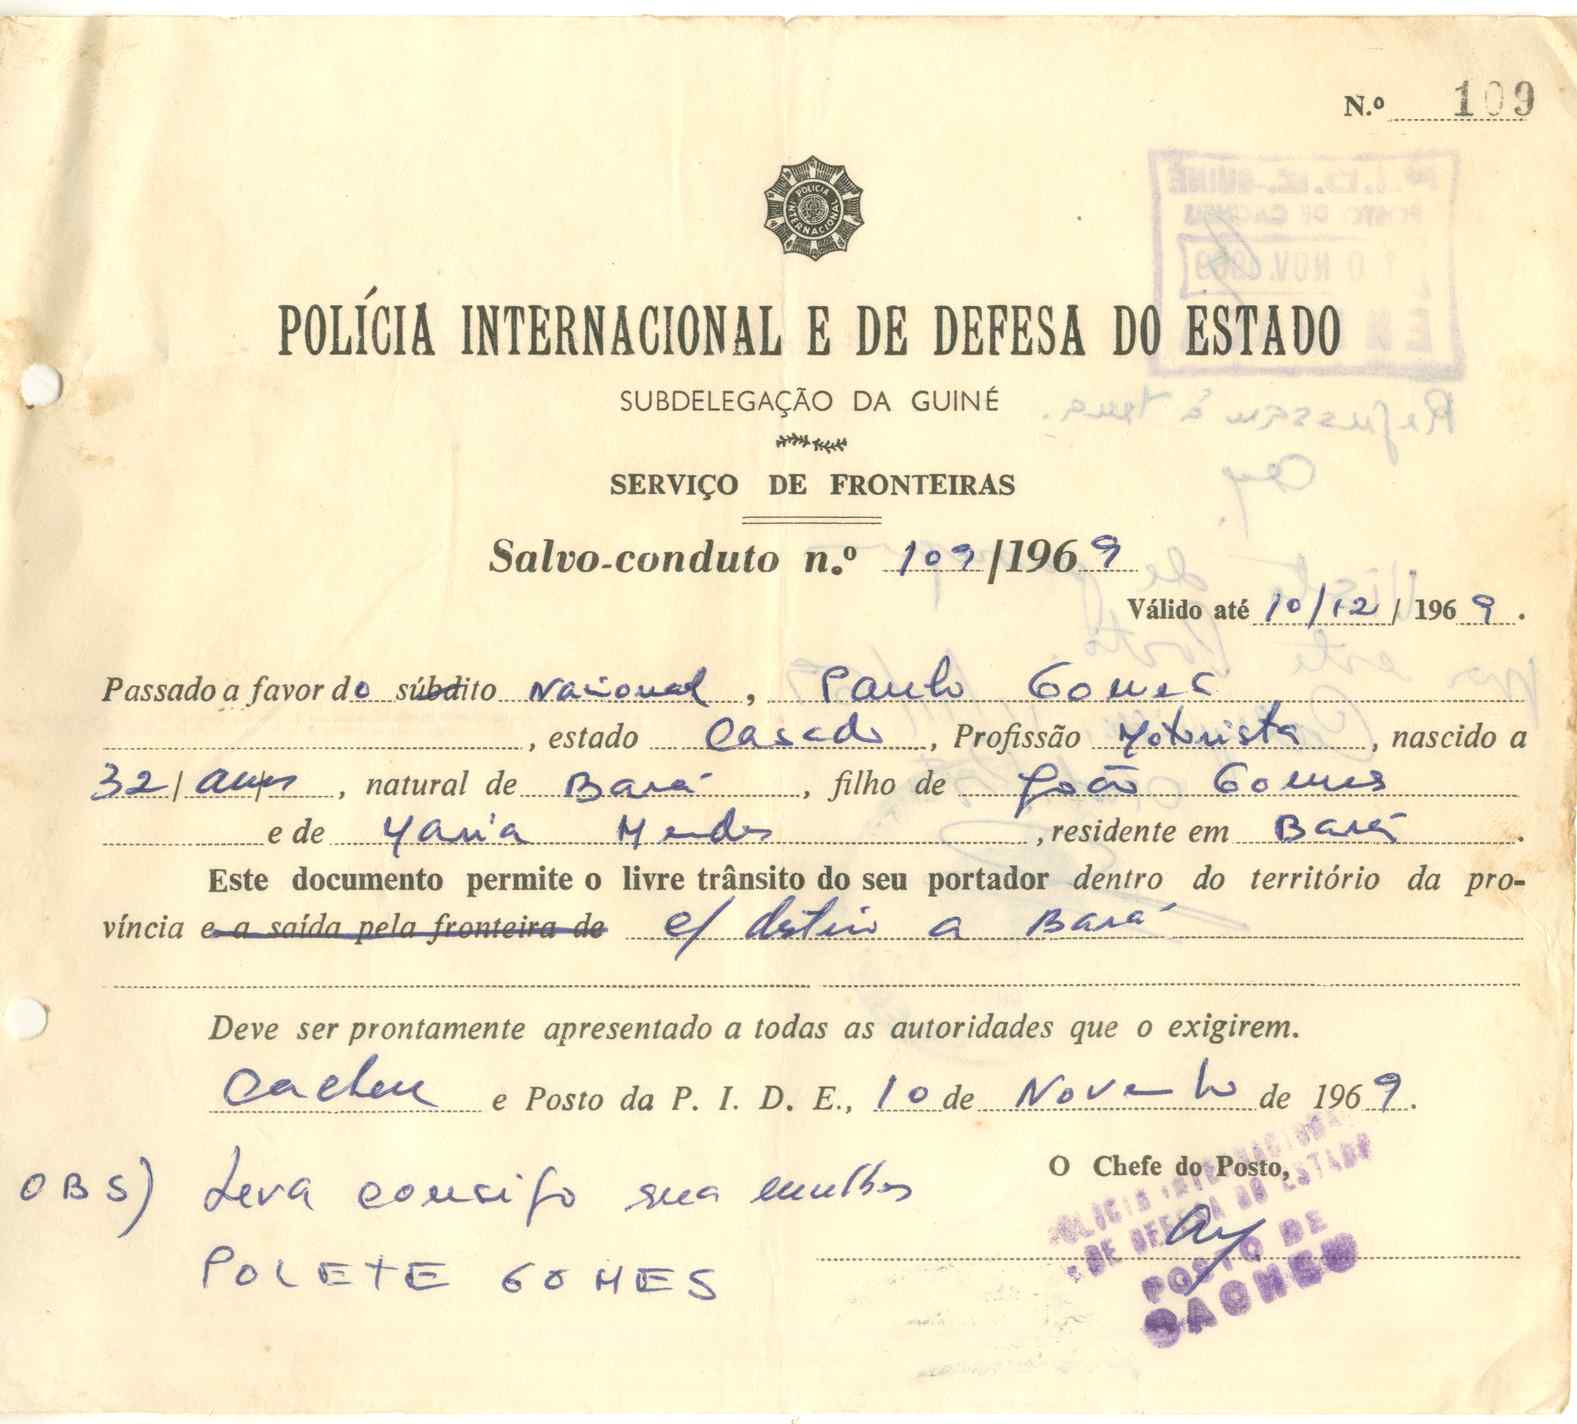 N.º 109
POLICIA INTERNACIONAL
POLÍCIA INTERNACIONAL E DE DEFESA DO ESTADO
SUBDELEGAÇÃO DA GUINÉ
SERVIÇO DE FRONTEIRAS
Salvo-conduto n.º 109/1969
Válido até 10/12/1969.
Passado a favor do súbdito Nacional, Paulo Gomes
, estado Casado, Profissão Motorista, nascido a
32/anos, natural de Bará, filho de João Gomes
e de Maria Mendes, residente em Bará.
Este documento permite o livre trânsito do seu portador dentro do território da pro-
víncia e a saída pela fronteira de c/ destino a Bará
Deve ser prontamente apresentado a todas as autoridades que o exigirem.
Cacheu e Posto da P. I. D. E., 10 de Novembro de 1969.
O Chefe do Posto,
POLICIA INTERNACIONAL
E DE DEFESA DO ESTADO
POSTO DE
CACHEU
OBS) Leva consigo sua mulher
POLETE GOMES